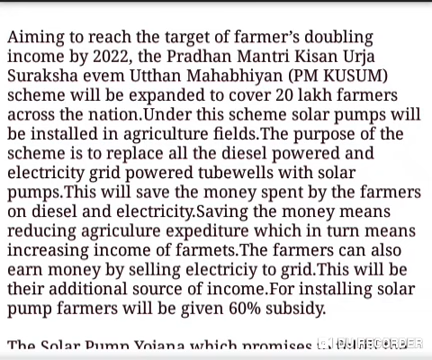 Aiming to reach the target of farmer's doubling
income by 2022, the Pradhan Mantri Kisan Urja
Suraksha evem Utthan Mahabhiyan (PM KUSUM)
scheme will be expanded to cover 20 lakh farmers
across the nation.Under this scheme solar pumps will
be installed in agriculture fields.The purpose of the
scheme is to replace all the diesel powered and
electricity grid powered tubewells with solar
pumps.This will save the money spent by the farmers
on diesel and electricity.Saving the money means
reducing agriculure expediture which in turn means
increasing income of farmets.The farmers can also
earn money by selling electriciy to grid.This will be
their additional source of income.For installing solar
pump farmers will be given 60% subsidy.
The Solar Pump Yojana which promises
RECORDER